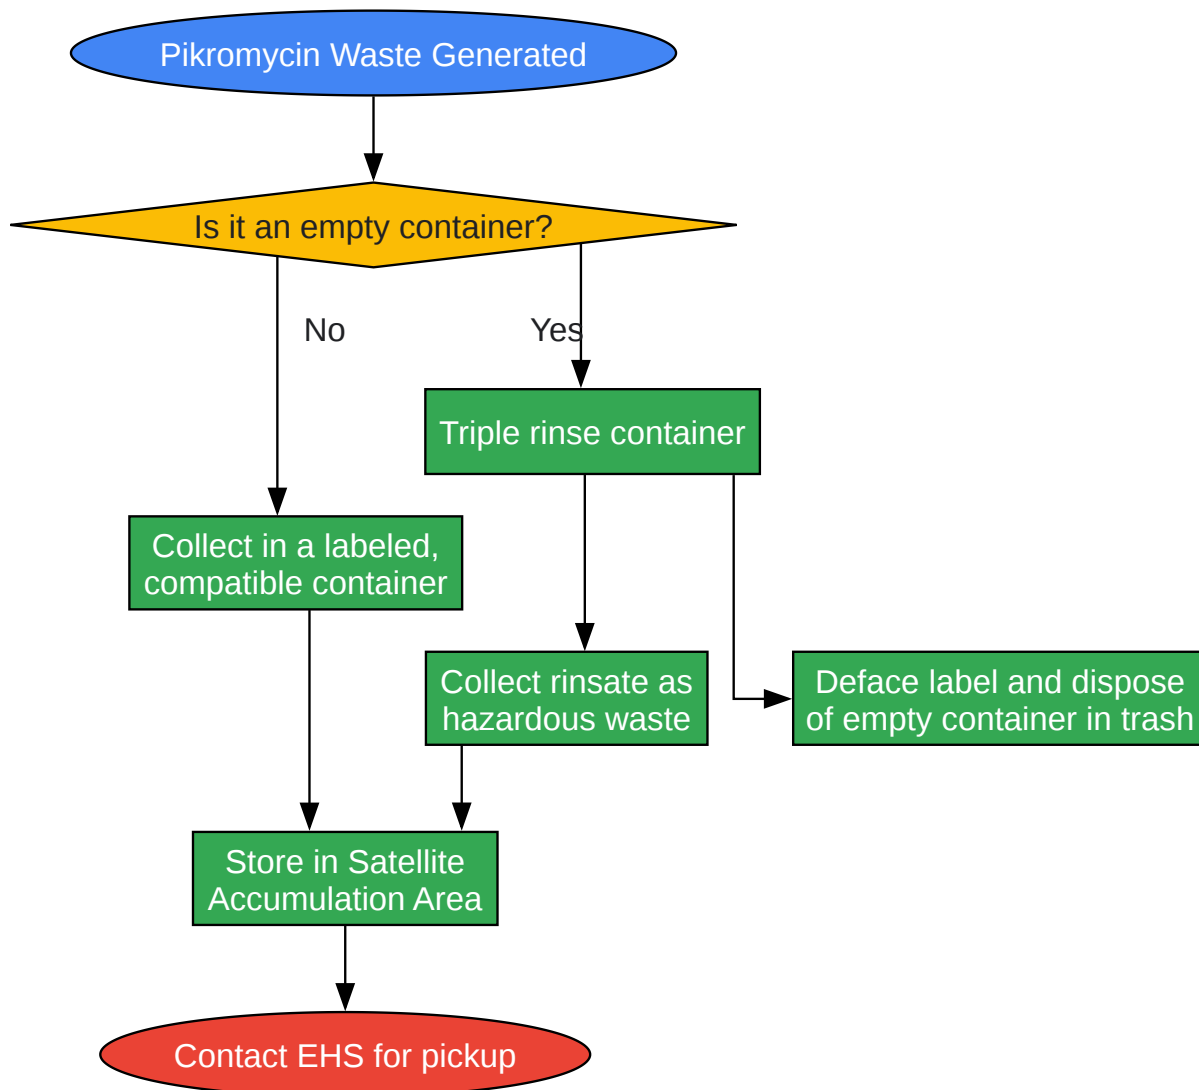 Pikromycin Waste Generated
Is it an empty container?
No
Yes
Triple rinse container
Collect in a labeled,
compatible container
Collect rinsate as
hazardous waste
Deface label and dispose
of empty container in trash
Store in Satellite
Accumulation Area
Contact EHS for pickup